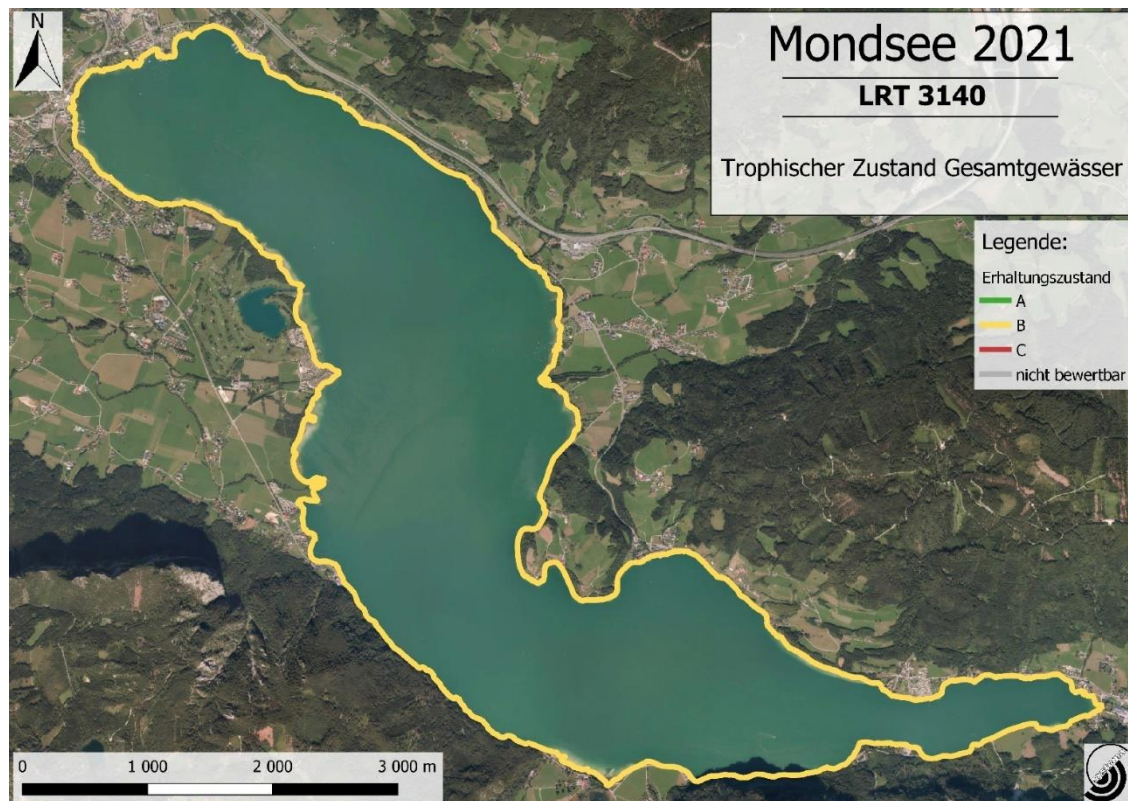 N
Mondsee 2021
LRT 3140
Trophischer Zustand Gesamtgewässer
Legende:
Erhaltungszustand
A
B
C
nicht bewertbar
0 1 000 2 000 3 000 m